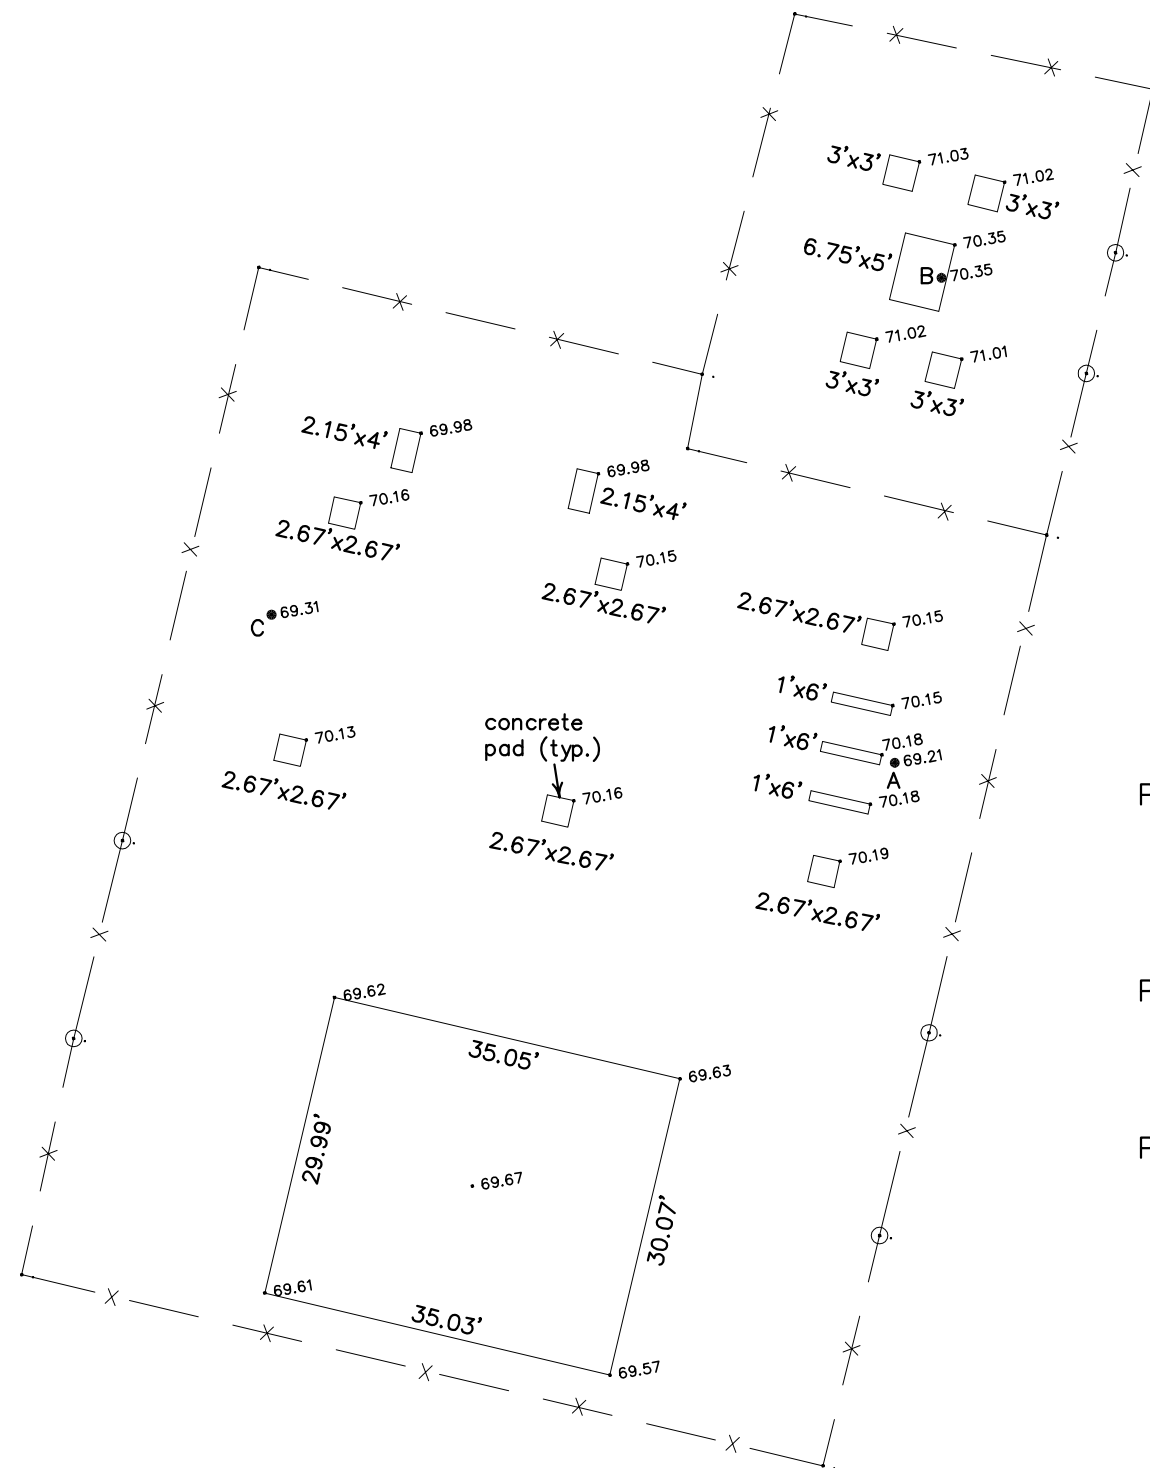 3'x3'
71.03
71.02
3'x3'
6.75'x5'
70.35
B
70.35
71.02
3'x3'
71.01
3'x3'
2.15'x4'
69.98
70.16
2.67'x2.67'
69.98
2.15'x4'
70.15
2.67'x2.67'
C
69.31
2.67'x2.67'
70.15
1'x6'
70.15
1'x6'
70.18
69.21
A
1'x6'
70.18
70.13
2.67'x2.67'
concrete
pad (typ.)
70.16
2.67'x2.67'
70.19
2.67'x2.67'
69.62
35.05'
69.63
29.99'
69.67
30.07'
69.61
35.03'
69.57